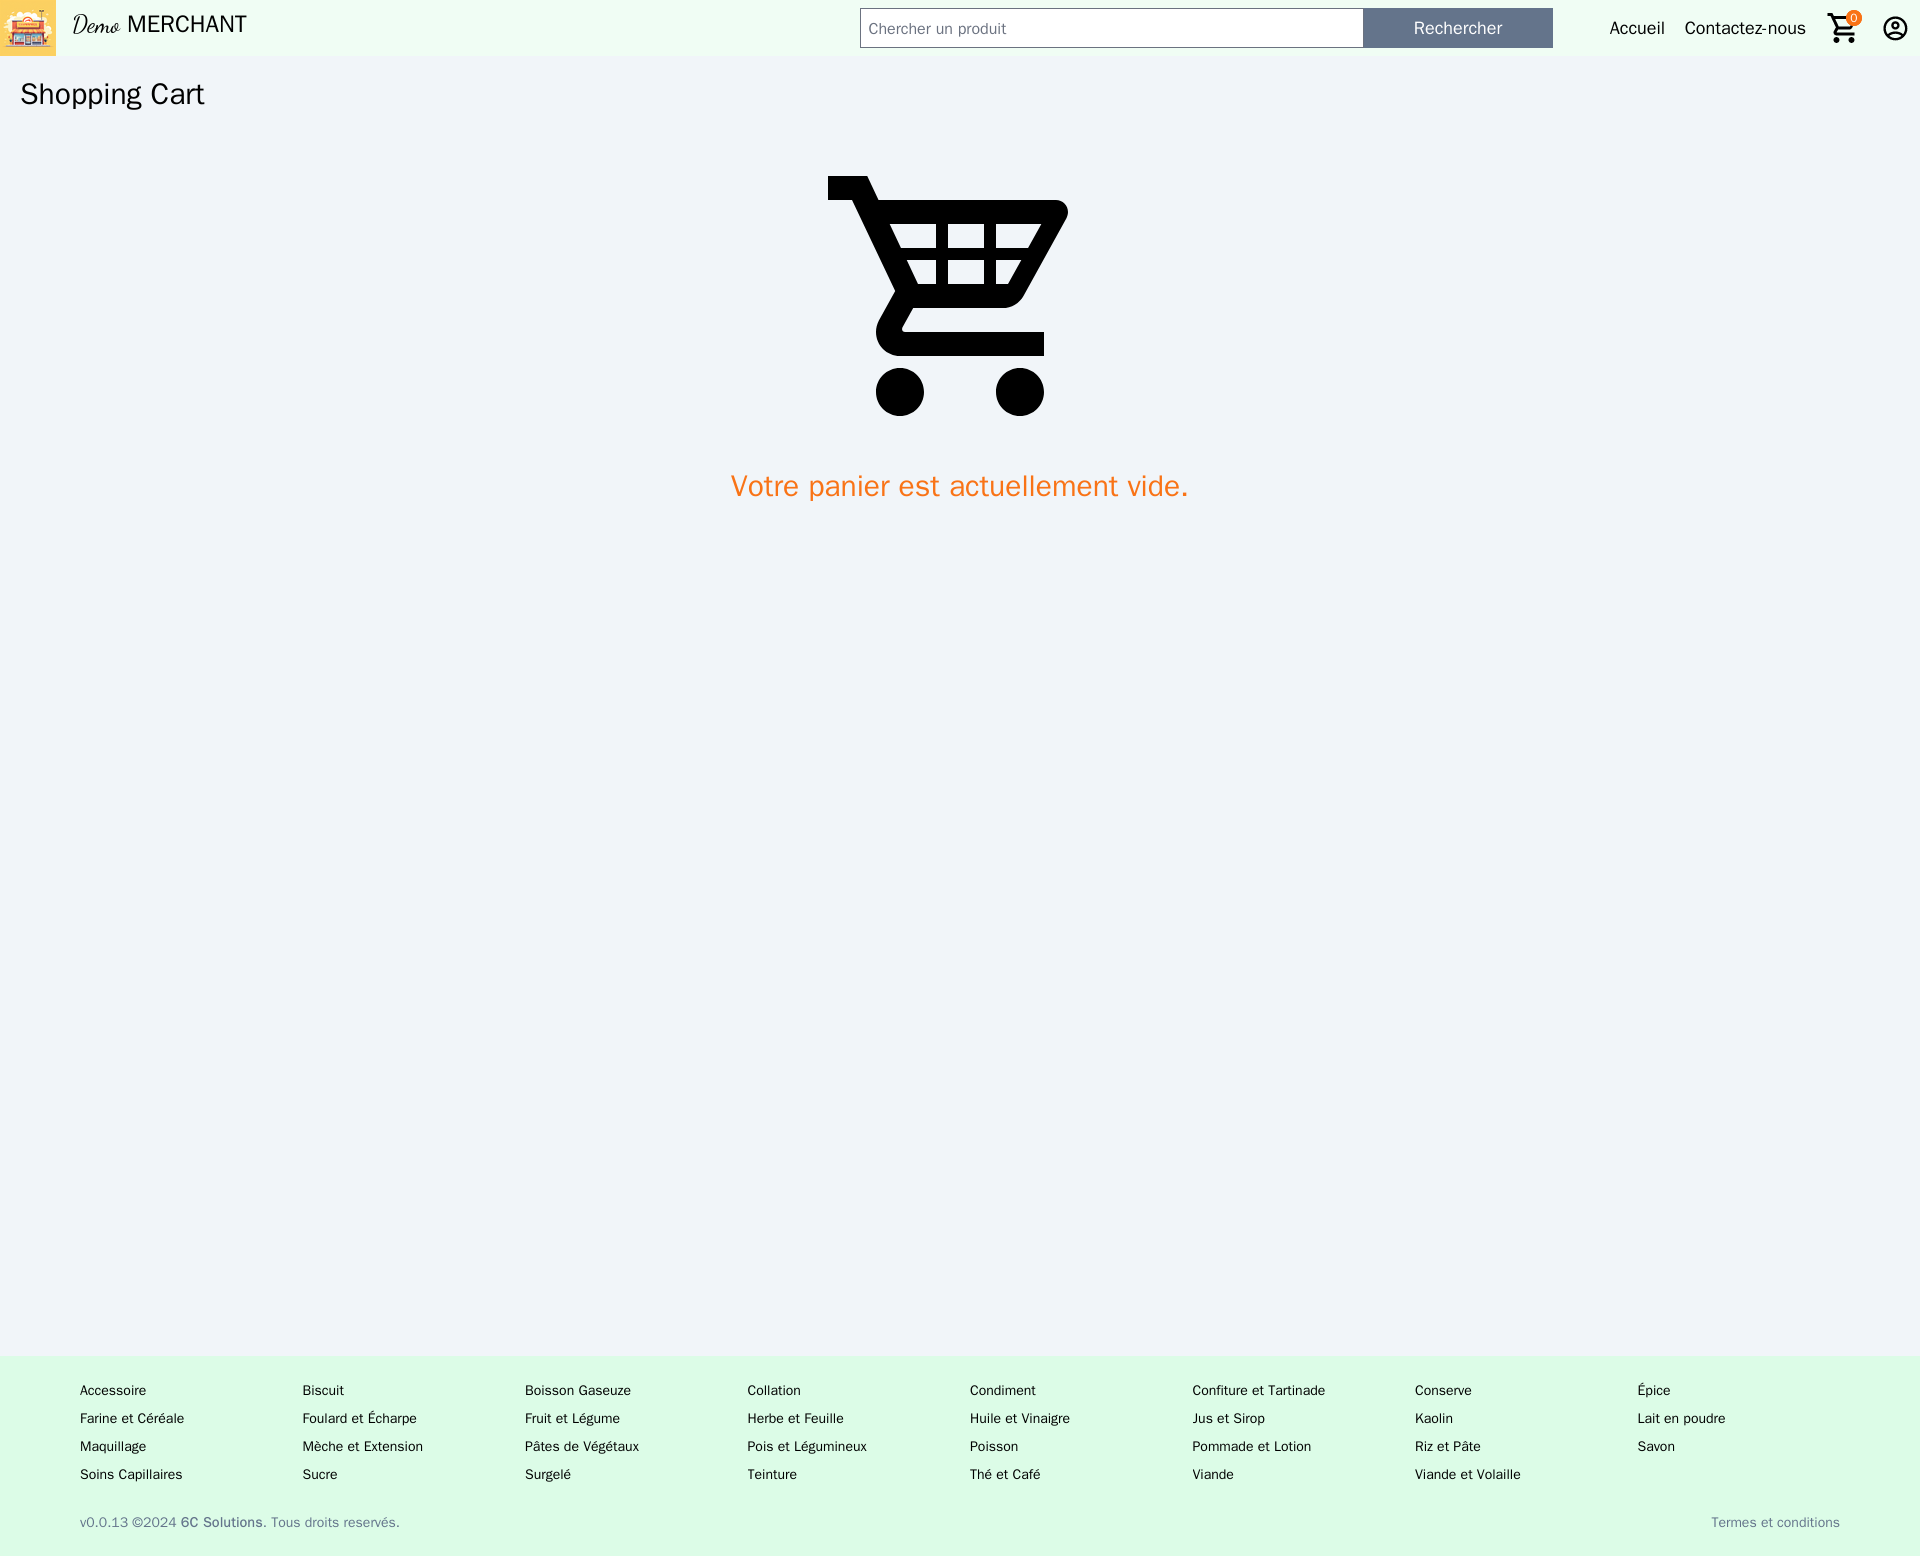 Demo MERCHANT
Chercher un produit
Rechercher
Accueil
Contactez-nous
0
Shopping Cart
Votre panier est actuellement vide.
Accessoire
Biscuit
Boisson Gaseuze
Collation
Condiment
Confiture et Tartinade
Conserve
Épice
Farine et Céréale
Foulard et Écharpe
Fruit et Légume
Herbe et Feuille
Huile et Vinaigre
Jus et Sirop
Kaolin
Lait en poudre
Maquillage
Mèche et Extension
Pâtes de Végétaux
Pois et Légumineux
Poisson
Pommade et Lotion
Riz et Pâte
Savon
Soins Capillaires
Sucre
Surgelé
Teinture
Thé et Café
Viande
Viande et Volaille
v0.0.13 ©2024 6C Solutions. Tous droits reservés.
Termes et conditions